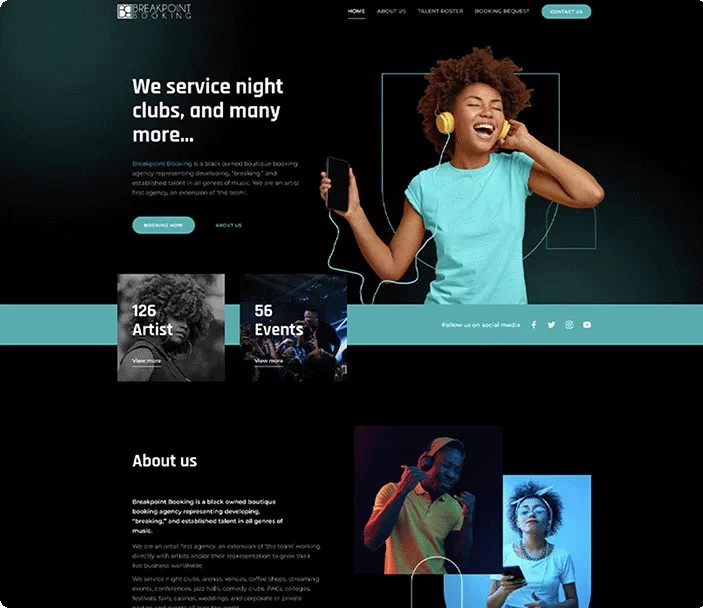 BREAKPOINT
BOOKING
HOME ABOUT US TALENT ROSTER BOOKING REQUEST CONTACT US
We service night
clubs, and many
more...
Breakpoint Booking is a black owned boutique booking
agency representing developing, "breaking," and
established talent in all genres of music. We are an artist
first agency, an extension of 'the team'.
BOOKING NOW ABOUT US
126
Artist
View more
56
Events
View more
Follow us on social media
About us
Breakpoint Booking is a black owned boutique
booking agency representing developing,
"breaking," and established talent in all genres of
music.
We are an artist first agency, an extension of 'the team' working
directly with artists and/or their representation to grow their
live business worldwide.
We service night clubs, arenas, venues, coffee shops, streaming
events, conferences, jazz halls, comedy clubs, PACs, colleges,
festivals, fairs, casinos, weddings, and corporate or private